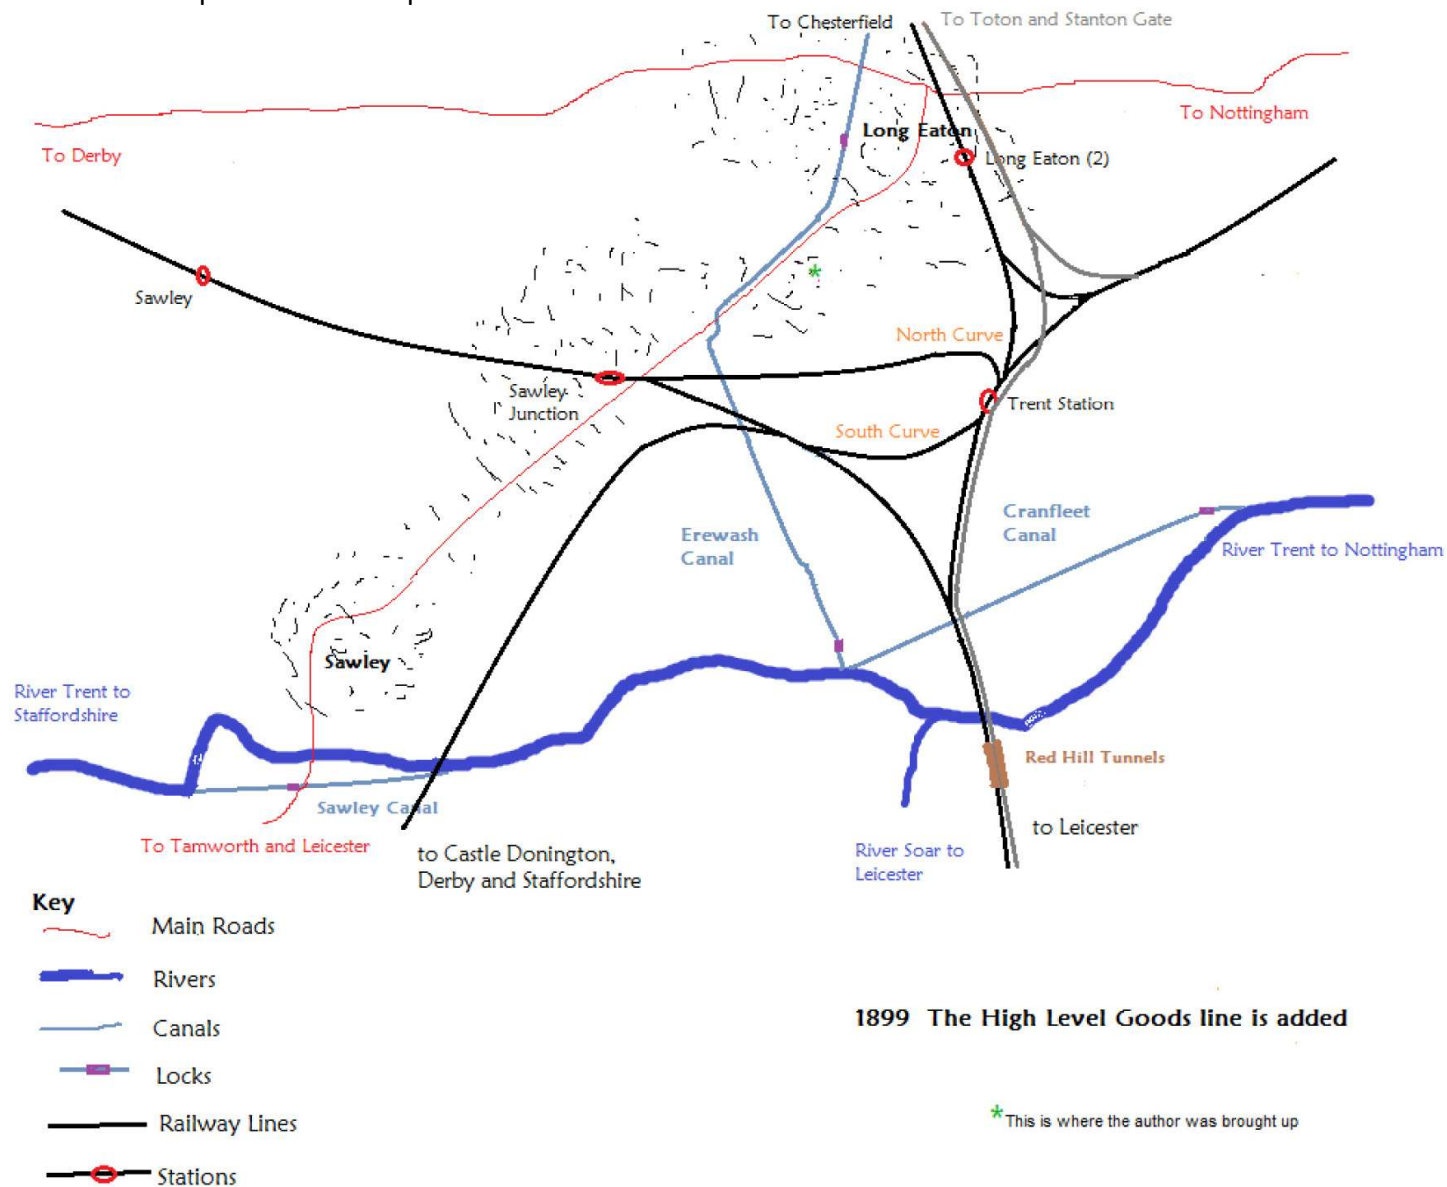 To Chesterfield
To Toton and Stanton Gate
To Nottingham
Long Eaton
To Derby
Long Eaton (2)
Sawley
North Curve
Sawley
Junction
Trent Station
South Curve
Cranfleet
Canal
Erewash
Canal
River Trent to Nottingham
Sawley
River Trent to
Staffordshire
Red Hill Tunnels
Sawley Canal
to Leicester
To Tamworth and Leicester
to Castle Donington,
Derby and Staffordshire
River Soar to
Leicester
Key
Main Roads
Rivers
Canals
Locks
Railway Lines
Stations
1899 The High Level Goods line is added
*This is where the author was brought up